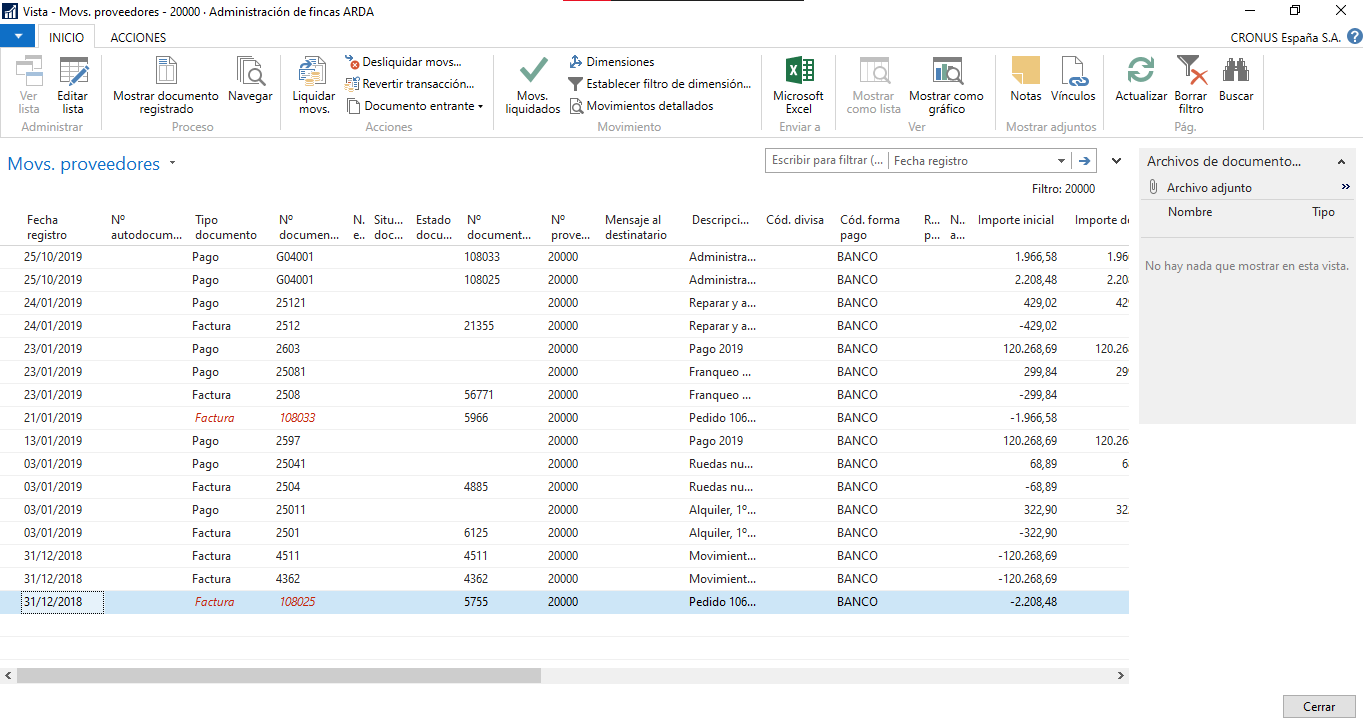 Vista - Movs. proveedores - 20000 · Administración de fincas ARDA
INICIO ACCIONES CRONUS España S.A.
Ver lista
Editar lista
Administrar
Mostrar documento registrado
Navegar
Proceso
Liquidar movs.
Desliquidar movs...
Revertir transacción...
Documento entrante
Acciones
Movs. liquidados
Dimensiones
Establecer filtro de dimensión...
Movimientos detallados
Movimiento
Microsoft Excel
Enviar a
Mostrar como lista
Mostrar como gráfico
Ver
Notas
Vínculos
Mostrar adjuntos
Actualizar
Borrar filtro
Buscar
Pág.
Movs. proveedores
Escribir para filtrar (... Fecha registro
Filtro: 20000
Fecha registro Nº autodocum... Tipo documento Nº documen... N. e.. Situ... doc... Estado docu... Nº document... Nº prove... Mensaje al destinatario Descripci... Cód. divisa Cód. forma pago R... p... N.. a... Importe inicial Importe de
25/10/2019 Pago G04001 108033 20000 Administra... BANCO 1.966,58 1.96
25/10/2019 Pago G04001 108025 20000 Administra... BANCO 2.208,48 2.20
24/01/2019 Pago 25121 20000 Reparar y a... BANCO 429,02 42
24/01/2019 Factura 2512 21355 20000 Reparar y a... BANCO -429,02
23/01/2019 Pago 2603 20000 Pago 2019 BANCO 120.268,69 120.26
23/01/2019 Pago 25081 20000 Franqueo ... BANCO 299,84 29
23/01/2019 Factura 2508 56771 20000 Franqueo ... BANCO -299,84
21/01/2019 Factura 108033 5966 20000 Pedido 106... BANCO -1.966,58
13/01/2019 Pago 2597 20000 Pago 2019 BANCO 120.268,69 120.26
03/01/2019 Pago 25041 20000 Ruedas nu... BANCO 68,89 6
03/01/2019 Factura 2504 4885 20000 Ruedas nu... BANCO -68,89
03/01/2019 Pago 25011 20000 Alquiler, 1º... BANCO 322,90 32
03/01/2019 Factura 2501 6125 20000 Alquiler, 1º... BANCO -322,90
31/12/2018 Factura 4511 4511 20000 Movimient... BANCO -120.268,69
31/12/2018 Factura 4362 4362 20000 Movimient... BANCO -120.268,69
31/12/2018 Factura 108025 5755 20000 Pedido 106... BANCO -2.208,48
Archivos de documento...
Archivo adjunto
Nombre Tipo
No hay nada que mostrar en esta vista.
Cerrar